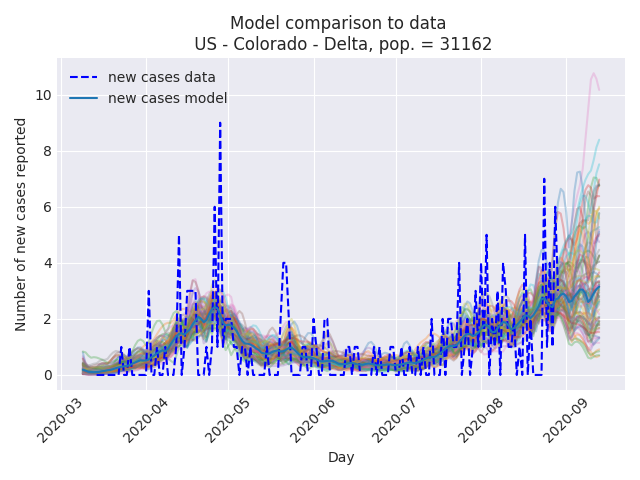 Model comparison to data
US - Colorado - Delta, pop. = 31162
new cases data
new cases model
Number of new cases reported
10
8
6
4
2
0
2020-03
2020-04
2020-05
2020-06
2020-07
2020-08
2020-09
Day